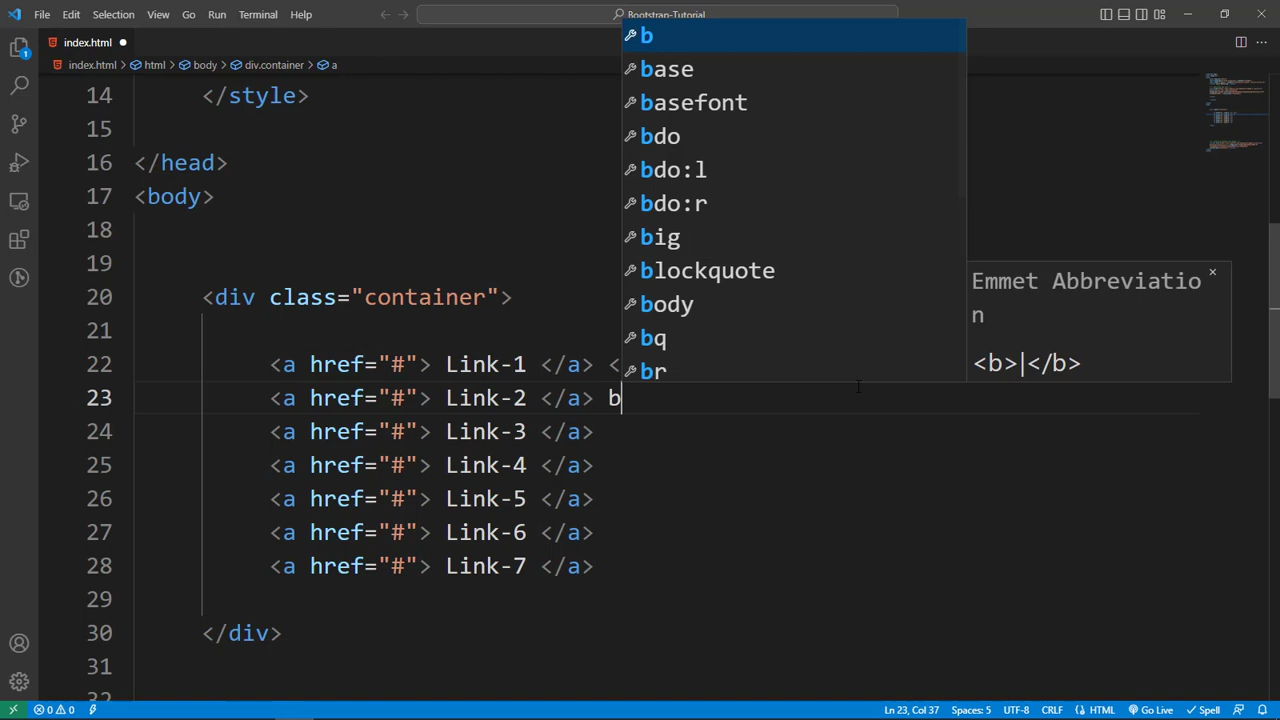 File Edit Selection View Go Run Terminal Help
Bootstrap-Tutorial
index.html
index.html > html > body > div.container > a
14 </style>
15
16 </head>
17 <body>
18
19
20 <div class="container">
21
22 <a href="#"> Link-1 </a> <
23 <a href="#"> Link-2 </a> b
24 <a href="#"> Link-3 </a>
25 <a href="#"> Link-4 </a>
26 <a href="#"> Link-5 </a>
27 <a href="#"> Link-6 </a>
28 <a href="#"> Link-7 </a>
29
30 </div>
31
32
b
base
basefont
bdo
bdo:l
bdo:r
big
blockquote
body
bq
br
Emmet Abbreviatio
n
<b>|</b>
1
0 0 Ln 23, Col 37 Spaces: 5 UTF-8 CRLF HTML Go Live Spell